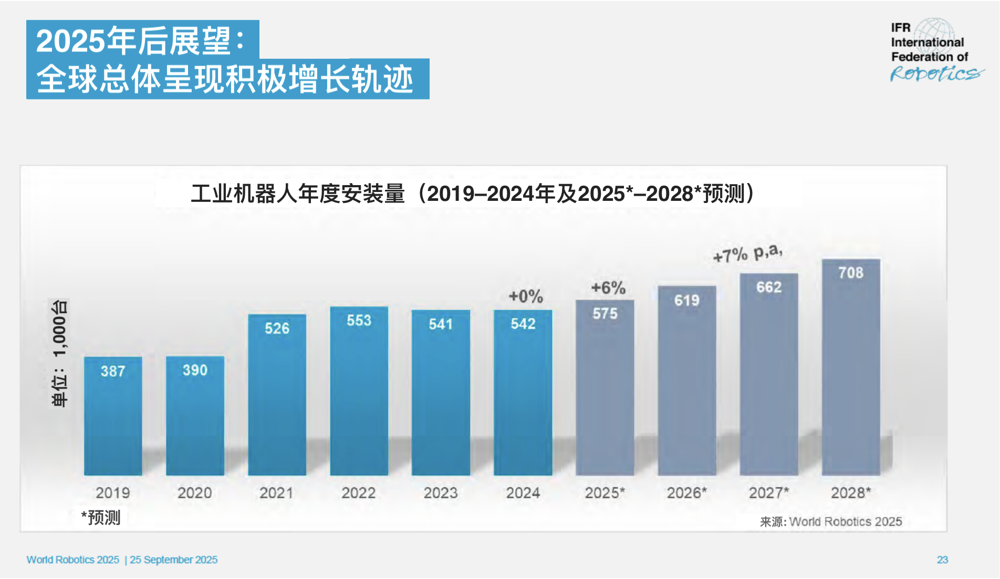 2025年后展望：
全球总体呈现积极增长轨迹
IFR
International
Federation of
Robotics
工业机器人年度安装量（2019–2024年及2025*–2028*预测）
单位：1,000台
+0%
+6%
+7% p,a,
387
390
526
553
541
542
575
619
662
708
2019
2020
2021
2022
2023
2024
2025*
2026*
2027*
2028*
*预测
来源: World Robotics 2025
World Robotics 2025 | 25 September 2025
23